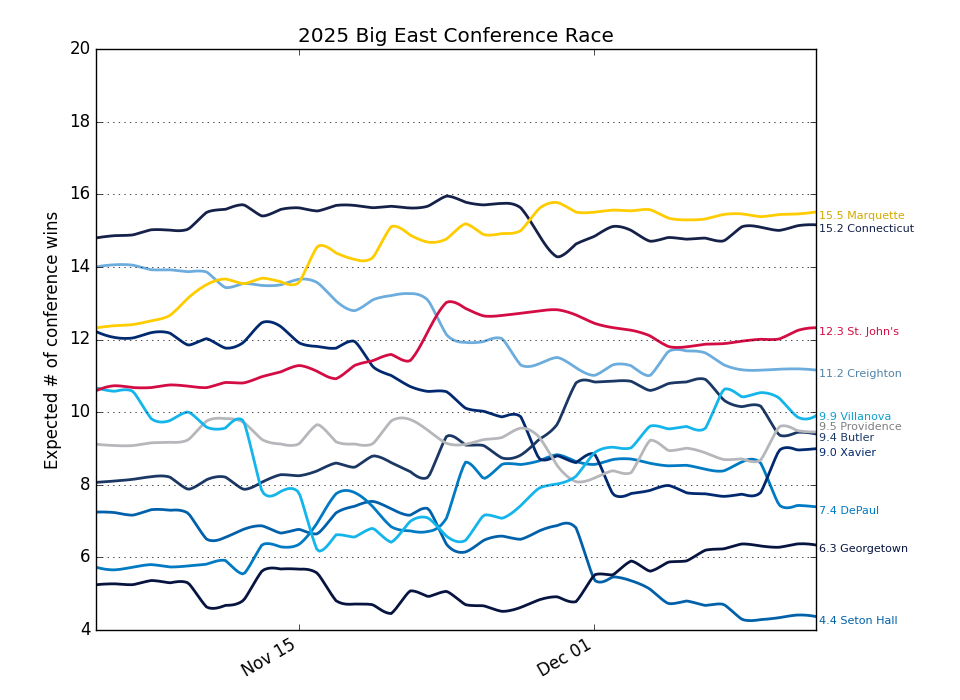 2025 Big East Conference Race
Expected # of conference wins
20
18
16
14
12
10
8
6
4
Nov 15
Dec 01
15.5 Marquette
15.2 Connecticut
12.3 St. John's
11.2 Creighton
9.9 Villanova
9.5 Providence
9.4 Butler
9.0 Xavier
7.4 DePaul
6.3 Georgetown
4.4 Seton Hall